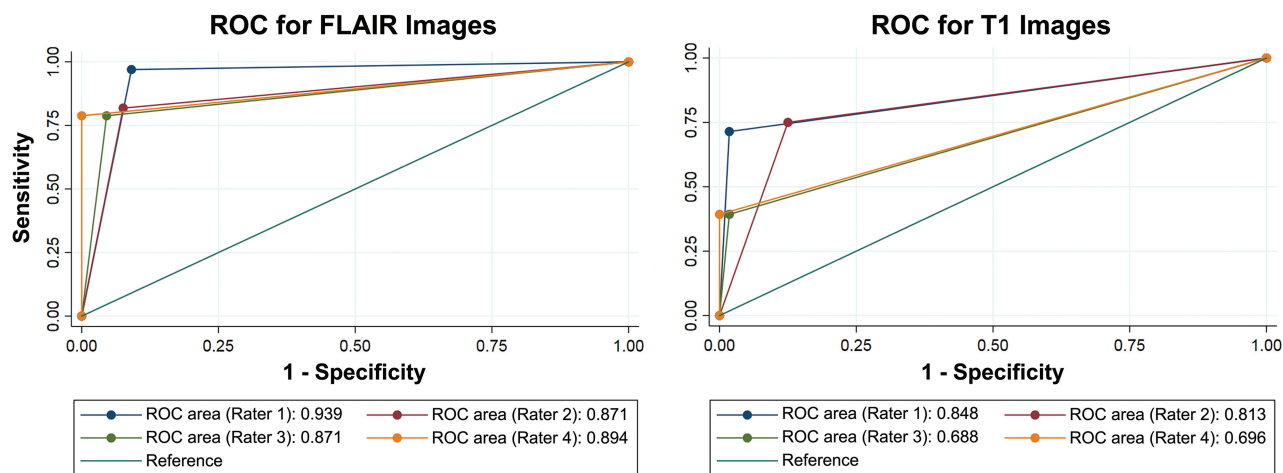 ROC for FLAIR Images
Sensitivity
1.00
0.75
0.50
0.25
0.00
0.00 0.25 0.50 0.75 1.00
1 - Specificity
ROC area (Rater 1): 0.939 ROC area (Rater 2): 0.871
ROC area (Rater 3): 0.871 ROC area (Rater 4): 0.894
Reference
ROC for T1 Images
1.00
0.75
0.50
0.25
0.00
0.00 0.25 0.50 0.75 1.00
1 - Specificity
ROC area (Rater 1): 0.848 ROC area (Rater 2): 0.813
ROC area (Rater 3): 0.688 ROC area (Rater 4): 0.696
Reference